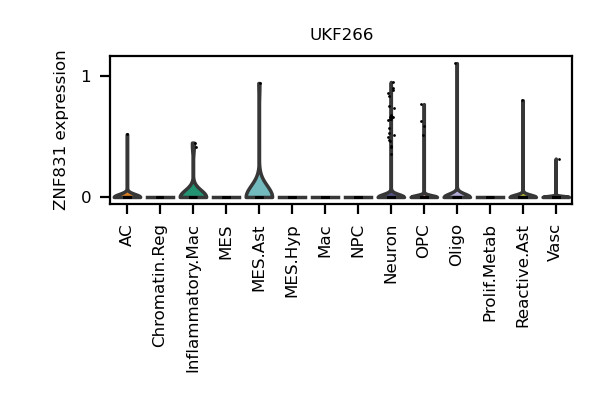 UKF266
ZNF831 expression
1
0
AC
Chromatin.Reg
Inflammatory.Mac
MES
MES.Ast
MES.Hyp
Mac
NPC
Neuron
OPC
Oligo
Prolif.Metab
Reactive.Ast
Vasc